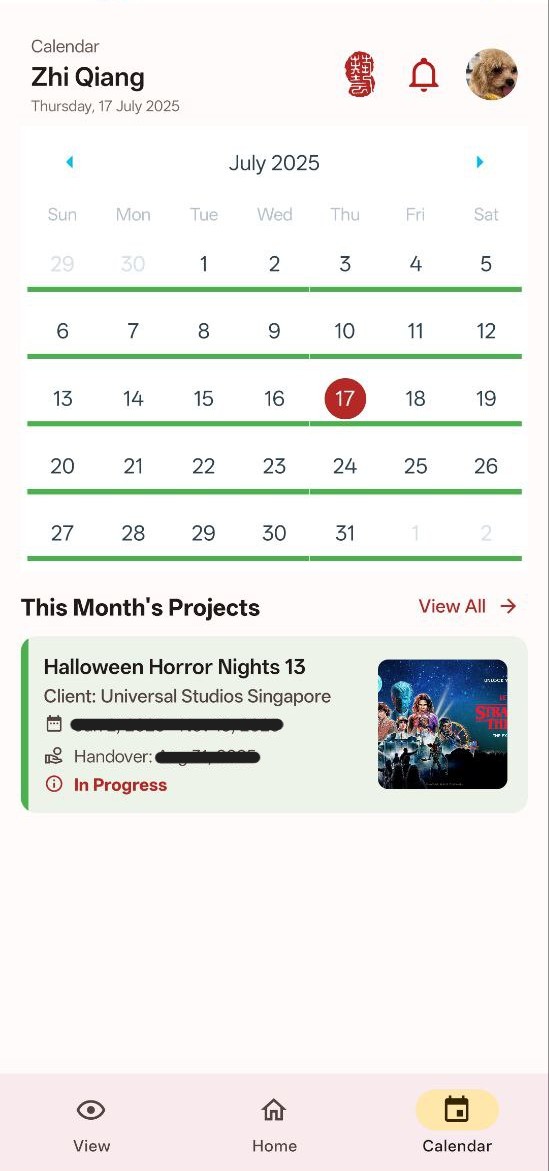 Calendar
Zhi Qiang
Thursday, 17 July 2025
July 2025
Sun Mon Tue Wed Thu Fri Sat
29 30 1 2 3 4 5
6 7 8 9 10 11 12
13 14 15 16 17 18 19
20 21 22 23 24 25 26
27 28 29 30 31 1 2
This Month's Projects
View All
Halloween Horror Nights 13
Client: Universal Studios Singapore
Handover:
In Progress
View
Home
Calendar